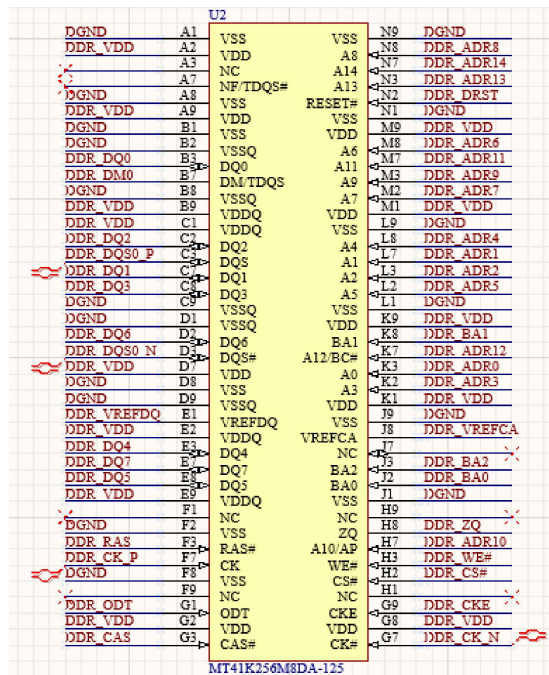 U2
DGND A1 VSS VSS N9 DGND
DDR_VDD A2 VDD A8 N8 DDR_ADR8
A3 NC A14 N7 DDR_ADR14
A7 NF/TDQS# A13 N3 DDR_ADR13
DGND A8 VSS RESET# N2 DDR_DRST
DDR_VDD A9 VDD VSS N1 DGND
DGND B1 VSS VDD M9 DDR_VDD
DGND B2 VSSQ A6 M8 DDR_ADR6
DDR_DQ0 B3 DQ0 A11 M7 DDR_ADR11
DDR_DM0 B7 DM/TDQS A9 M3 DDR_ADR9
DGND B8 VSSQ A7 M2 DDR_ADR7
DDR_VDD B9 VDDQ VDD M1 DDR_VDD
DDR_VDD C1 VDDQ VSS L9 DGND
DDR_DQ2 C2 DQ2 A4 L8 DDR_ADR4
DDR_DQS0_P C3 DQS A1 L7 DDR_ADR1
DDR_DQ1 C7 DQ1 A2 L3 DDR_ADR2
DDR_DQ3 C8 DQ3 A5 L2 DDR_ADR5
DGND C9 VSSQ VSS L1 DGND
DGND D1 VSSQ VDD K9 DDR_VDD
DDR_DQ6 D2 DQ6 BA1 K8 DDR_BA1
DDR_DQS0_N D3 DQS# A12/BC# K7 DDR_ADR12
DDR_VDD D7 VDD A0 K3 DDR_ADR0
DGND D8 VSS A3 K2 DDR_ADR3
DGND D9 VSSQ VDD K1 DDR_VDD
DDR_VREFDQ E1 VREFDQ VSS J9 DGND
DDR_VDD E2 VDDQ VREFCA J8 DDR_VREFCA
DDR_DQ4 E3 DQ4 NC J7
DDR_DQ7 E7 DQ7 BA2 J3 DDR_BA2
DDR_DQ5 E8 DQ5 BA0 J2 DDR_BA0
DDR_VDD E9 VDDQ VSS J1 DGND
F1 NC NC H9
DGND F2 VSS ZQ H8 DDR_ZQ
DDR_RAS F3 RAS# A10/AP H7 DDR_ADR10
DDR_CK_P F7 CK WE# H3 DDR_WE#
DGND F8 VSS CS# H2 DDR_CS#
F9 NC NC H1
DDR_ODT G1 ODT CKE G9 DDR_CKE
DDR_VDD G2 VDD VDD G8 DDR_VDD
DDR_CAS G3 CAS# CK# G7 DDR_CK_N
MT41K256M8DA-125